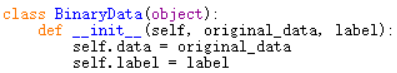 class BinaryData(object):
    def __init__(self, original_data, label):
        self.data = original_data
        self.label = label